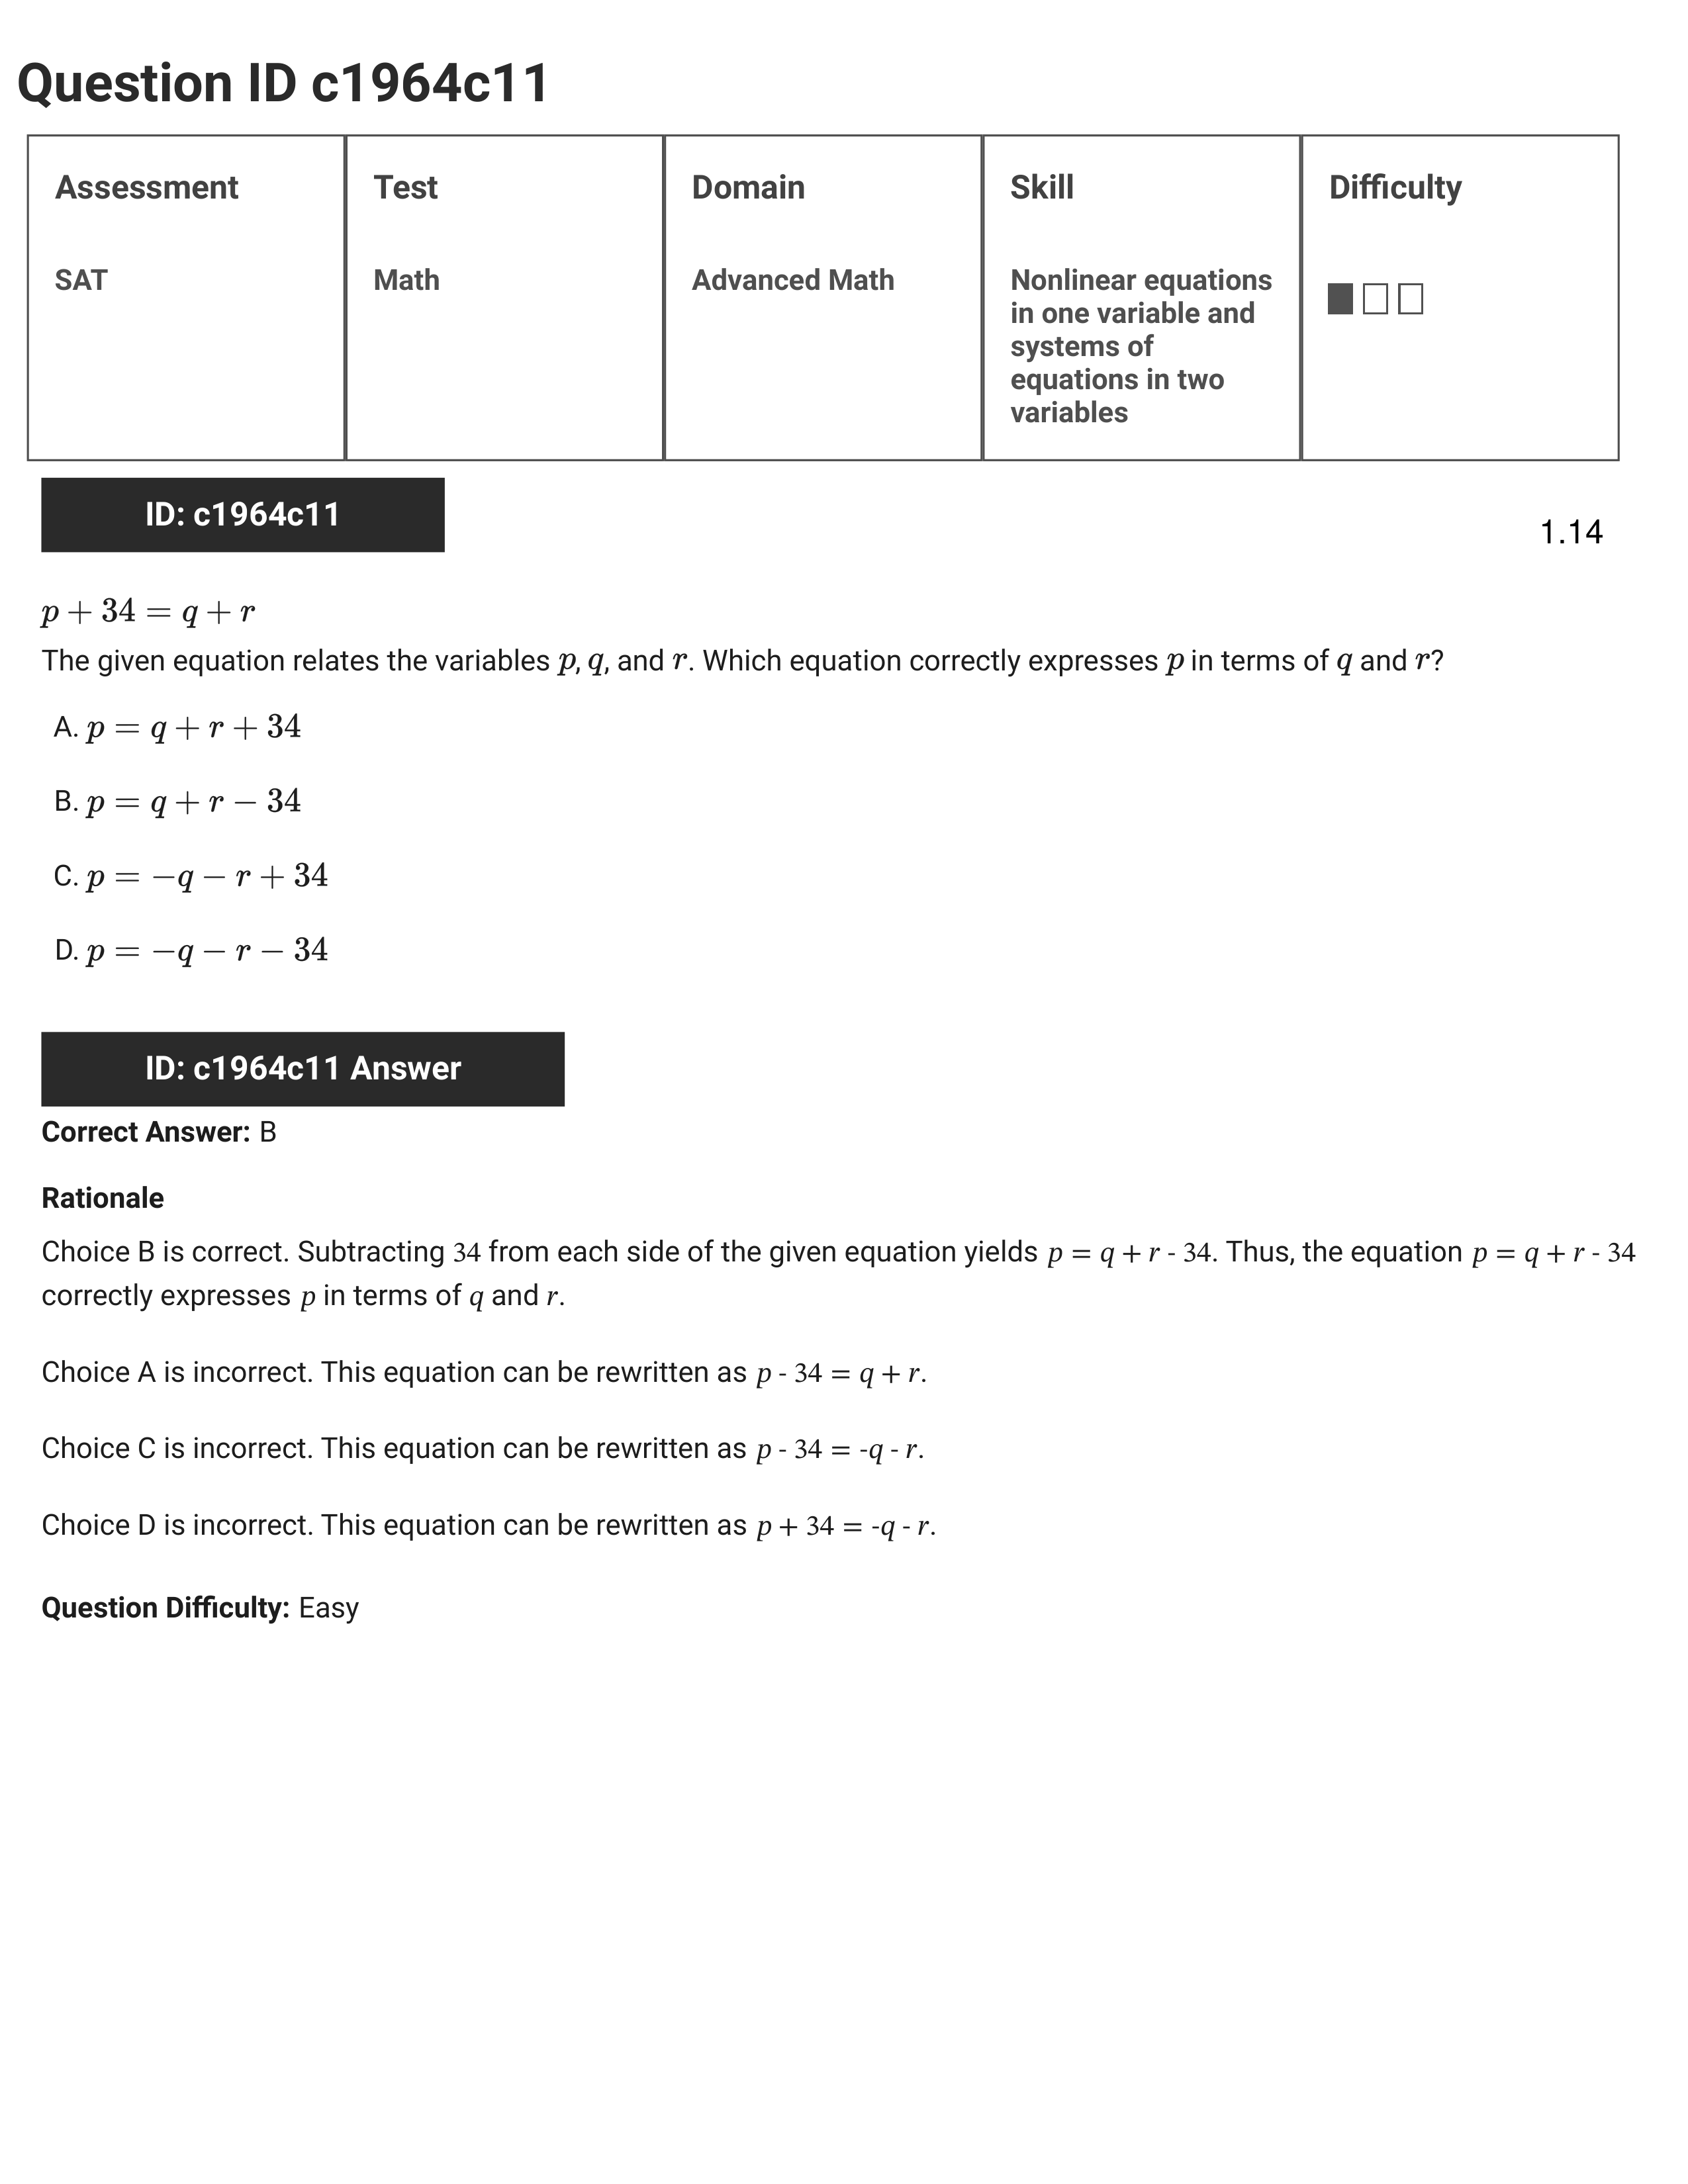 Question ID c1964c11
Assessment
Test
Domain
Skill
Difficulty
SAT
Math
Advanced Math
Nonlinear equations
in one variable and
systems of
equations in two
variables
ID: c1964c11
1.14
p + 34 = q + r
The given equation relates the variables p, q, and r. Which equation correctly expresses p in terms of q and r?
A. p = q + r + 34
B. p = q + r − 34
C. p = −q − r + 34
D. p = −q − r − 34
ID: c1964c11 Answer
Correct Answer: B
Rationale
Choice B is correct. Subtracting 34 from each side of the given equation yields p = q + r - 34. Thus, the equation p = q + r - 34
correctly expresses p in terms of q and r.
Choice A is incorrect. This equation can be rewritten as p - 34 = q + r.
Choice C is incorrect. This equation can be rewritten as p - 34 = -q - r.
Choice D is incorrect. This equation can be rewritten as p + 34 = -q - r.
Question Difficulty: Easy